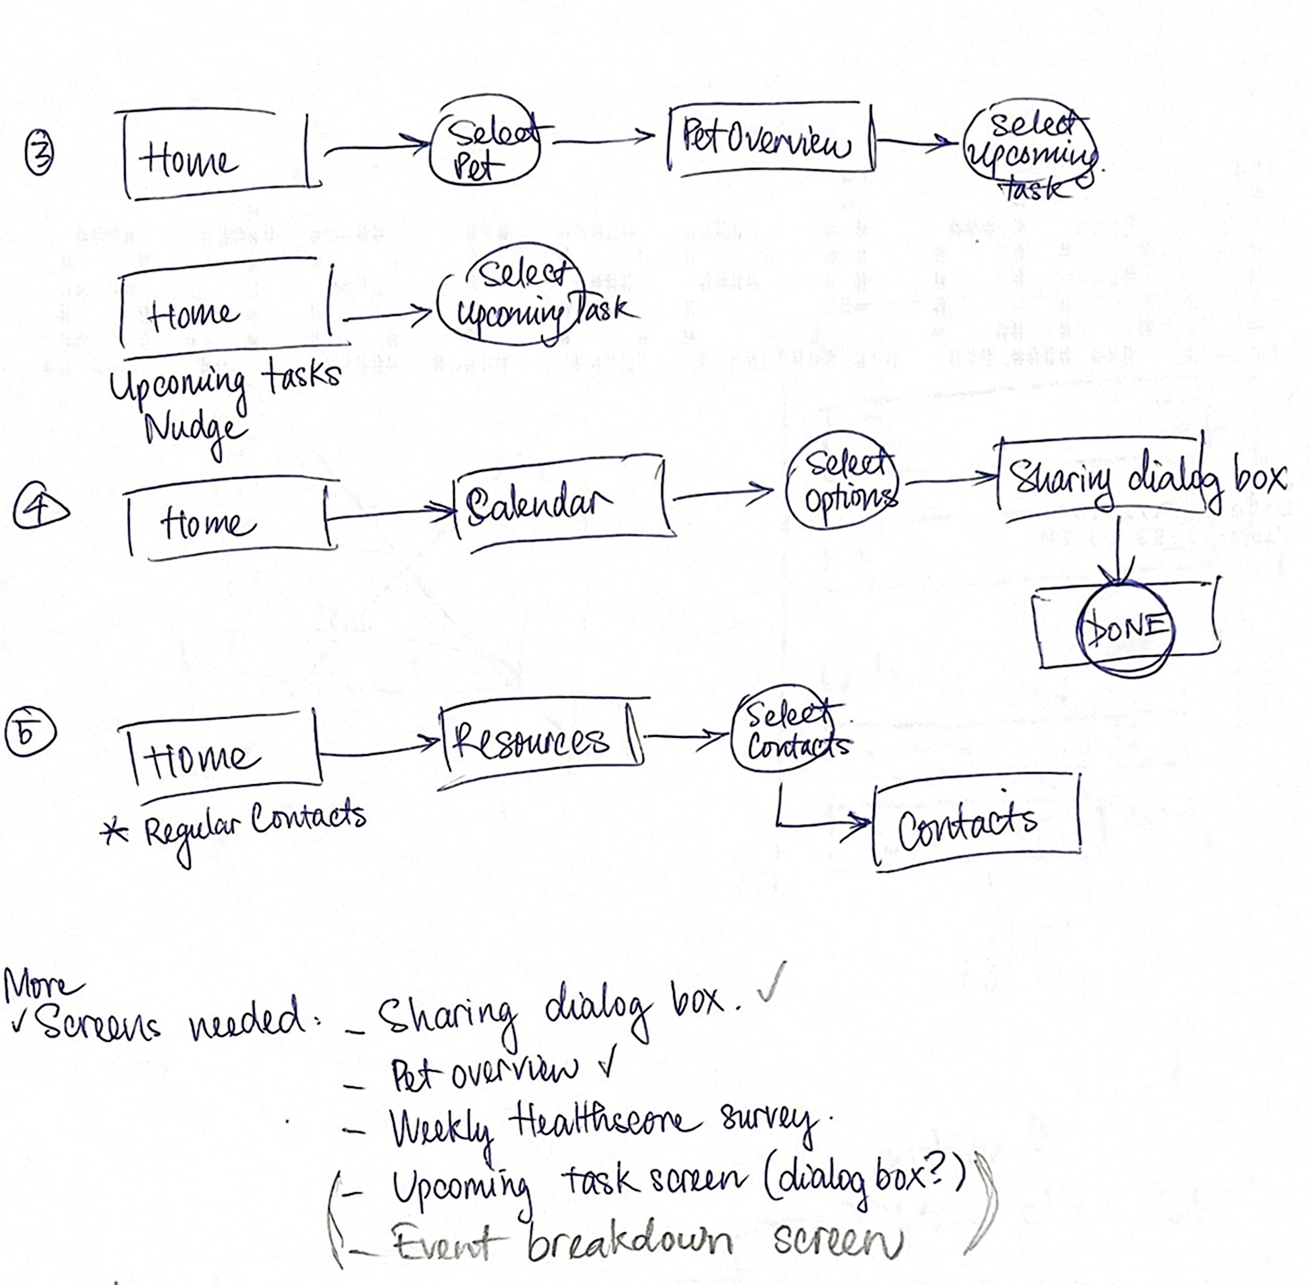 3
Home
Select
Pet
Pet Overview
Select
Upcoming
task
Home
Select
Upcoming Task
Upcoming tasks
Nudge
4
Home
Calendar
Select
Options
Sharing dialog box
DONE
5
Home
Resources
Select
Contacts
* Regular Contacts
Contacts
More
✓ Screens needed: - Sharing dialog box. ✓
- Pet overview ✓
- Weekly Healthscore survey.
(- Upcoming task screen (dialog box?)
- Event breakdown screen)